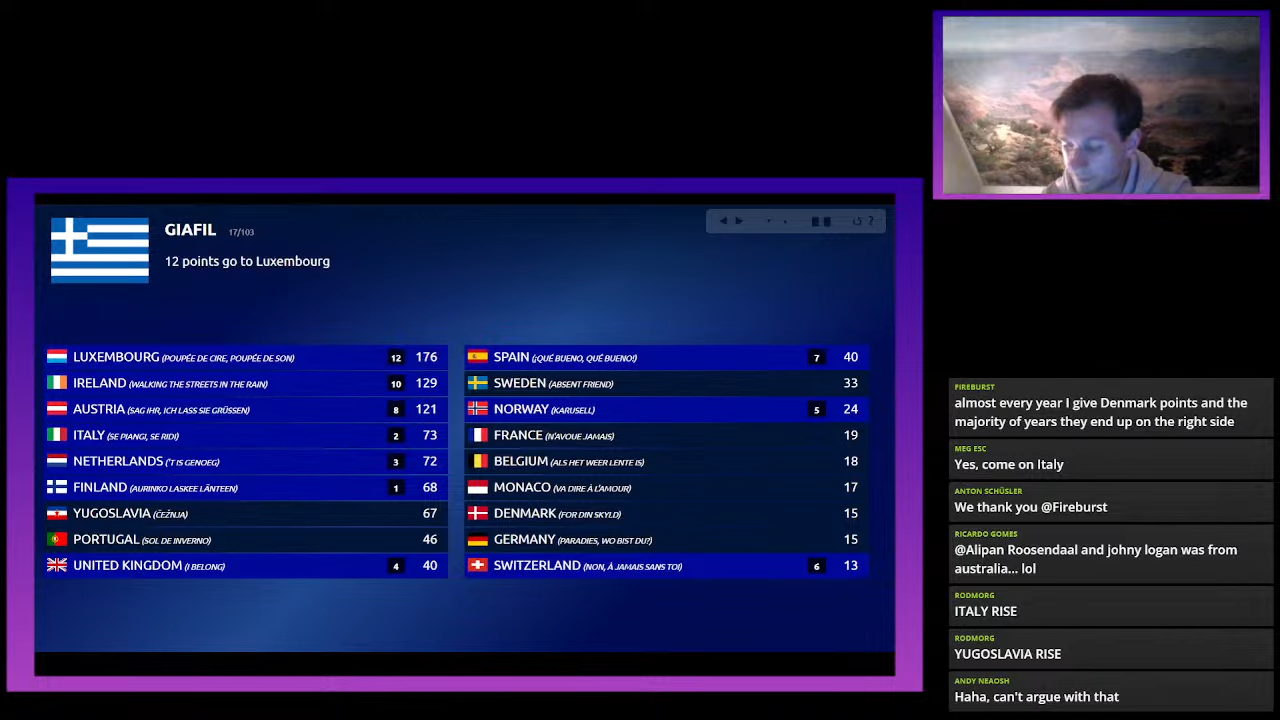 GIAFIL 17/103
12 points go to Luxembourg
?
LUXEMBOURG (POUPÉE DE CIRE, POUPÉE DE SON) 12 176
IRELAND (WALKING THE STREETS IN THE RAIN) 10 129
AUSTRIA (SAG IHR, ICH LASS SIE GRÜSSEN) 8 121
ITALY (SE PIANGI, SE RIDI) 2 73
NETHERLANDS ('T IS GENOEG) 3 72
FINLAND (AURINKO LASKEE LÄNTEEN) 1 68
YUGOSLAVIA (ČEŽNJA) 67
PORTUGAL (SOL DE INVERNO) 46
UNITED KINGDOM (I BELONG) 4 40
SPAIN (¡QUÉ BUENO, QUÉ BUENO!) 7 40
SWEDEN (ABSENT FRIEND) 33
NORWAY (KARUSELL) 5 24
FRANCE (N'AVOUE JAMAIS) 19
BELGIUM (ALS HET WEER LENTE IS) 18
MONACO (VA DIRE À L'AMOUR) 17
DENMARK (FOR DIN SKYLD) 15
GERMANY (PARADIES, WO BIST DU?) 15
SWITZERLAND (NON, À JAMAIS SANS TOI) 6 13
FIREBURST
almost every year I give Denmark points and the
majority of years they end up on the right side
MEG ESC
Yes, come on Italy
ANTON SCHÜSLER
We thank you @Fireburst
RICARDO GOMES
@Alipan Roosendaal and johny logan was from
australia... lol
RODMORG
ITALY RISE
RODMORG
YUGOSLAVIA RISE
ANDY NEAOSH
Haha, can't argue with that